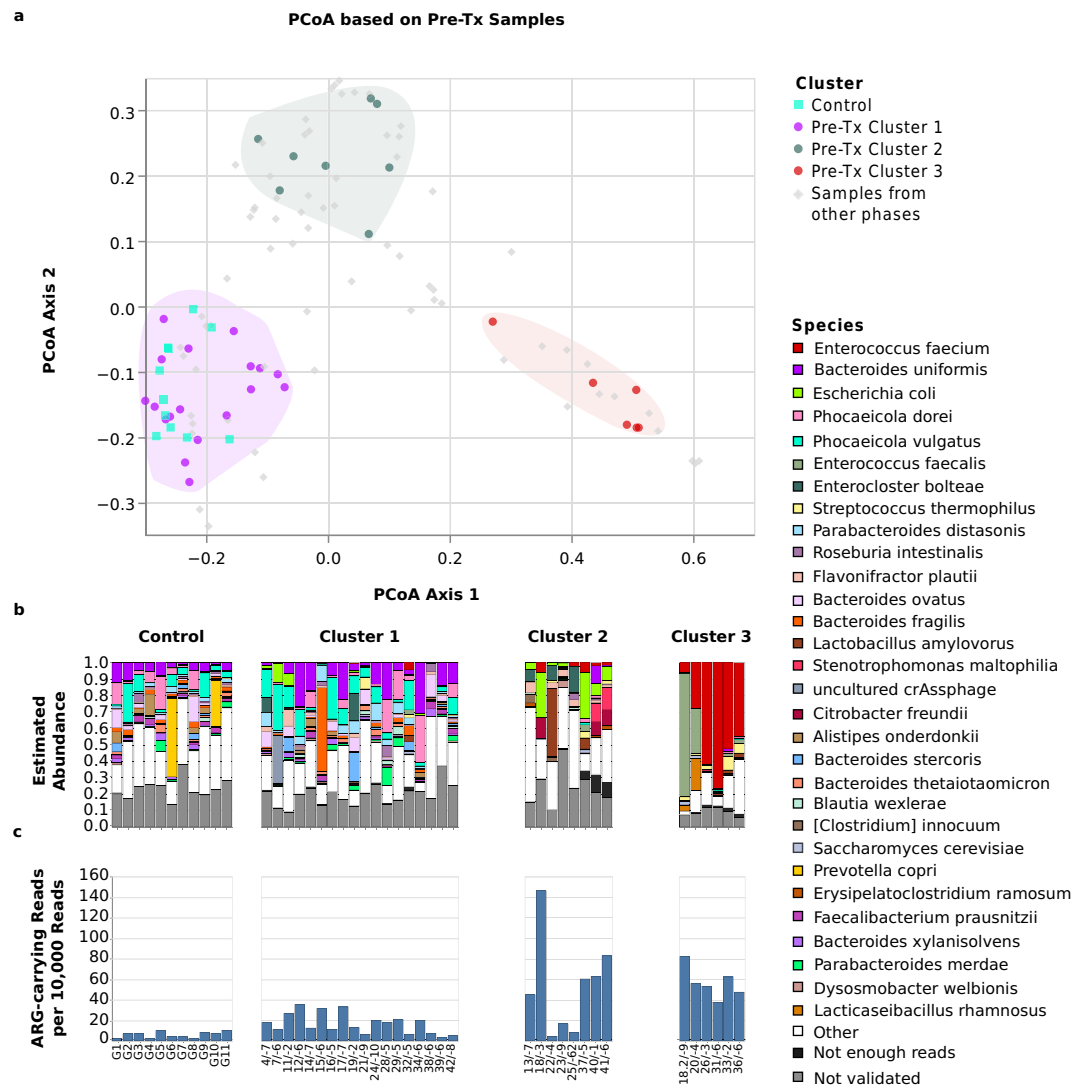 a
PCoA based on Pre-Tx Samples
0.3
0.2
0.1
0.0
−0.1
−0.2
−0.3
PCoA Axis 2
−0.2
0.0
0.2
0.4
0.6
PCoA Axis 1
Cluster
Control
Pre-Tx Cluster 1
Pre-Tx Cluster 2
Pre-Tx Cluster 3
Samples from
other phases
Species
Enterococcus faecium
Bacteroides uniformis
Escherichia coli
Phocaeicola dorei
Phocaeicola vulgatus
Enterococcus faecalis
Enterocloster bolteae
Streptococcus thermophilus
Parabacteroides distasonis
Roseburia intestinalis
Flavonifractor plautii
Bacteroides ovatus
Bacteroides fragilis
Lactobacillus amylovorus
Stenotrophomonas maltophilia
uncultured crAssphage
Citrobacter freundii
Alistipes onderdonkii
Bacteroides stercoris
Bacteroides thetaiotaomicron
Blautia wexlerae
[Clostridium] innocuum
Saccharomyces cerevisiae
Prevotella copri
Erysipelatoclostridium ramosum
Faecalibacterium prausnitzii
Bacteroides xylanisolvens
Parabacteroides merdae
Dysosmobacter welbionis
Lacticaseibacillus rhamnosus
Other
Not enough reads
Not validated
b
Control
Cluster 1
Cluster 2
Cluster 3
Estimated
Abundance
1.0
0.9
0.8
0.7
0.6
0.5
0.4
0.3
0.2
0.1
0.0
c
ARG-carrying Reads
per 10,000 Reads
160
140
120
100
80
60
40
20
0
G1
G2
G3
G4
G5
G6
G7
G8
G9
G10
G11
4/-7
7/-6
11/-2
12/-6
14/-7
15/-6
16/-5
17/-7
19/-2
21/-9
24/-10
28/-5
29/-5
32/-5
34/-6
38/-6
39/-6
42/-8
13/-7
18/-3
22/-4
23/-9
25/-62
37/-5
40/-1
41/-6
18.2/-9
20/-4
26/-3
31/-6
33/-2
36/-6